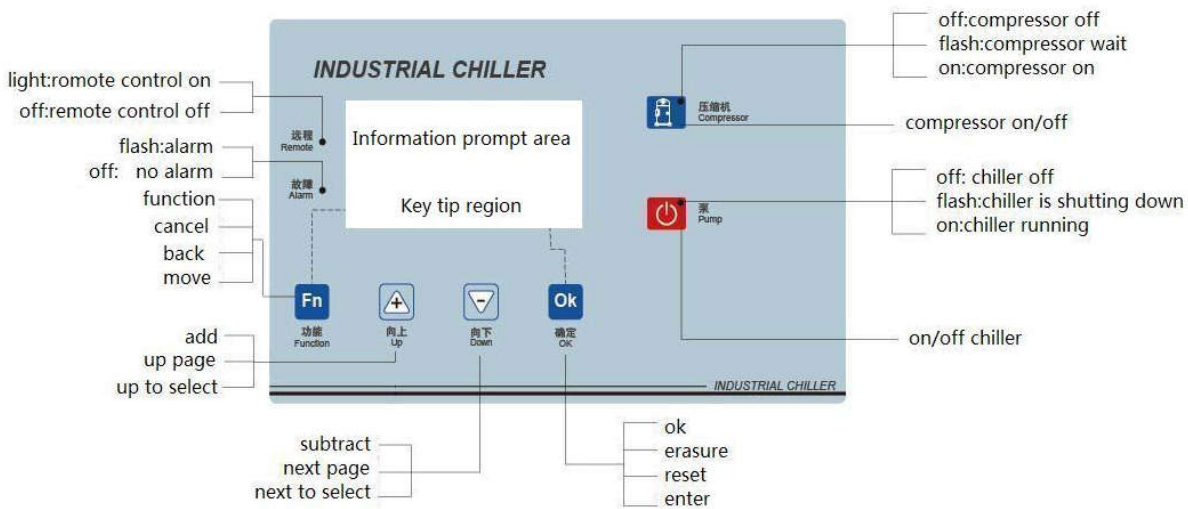 off:compressor off
flash:compressor wait
on:compressor on
INDUSTRIAL CHILLER
light:romote control on
off:remote control off
远程
Remote
Information prompt area
压缩机
Compressor
compressor on/off
flash:alarm
off: no alarm
故障
Alarm
function
cancel
back
move
Key tip region
泵
Pump
off: chiller off
flash:chiller is shutting down
on:chiller running
Fn
功能
Function
+
向上
Up
-
向下
Down
Ok
确定
OK
add
up page
up to select
on/off chiller
INDUSTRIAL CHILLER
subtract
next page
next to select
ok
erasure
reset
enter